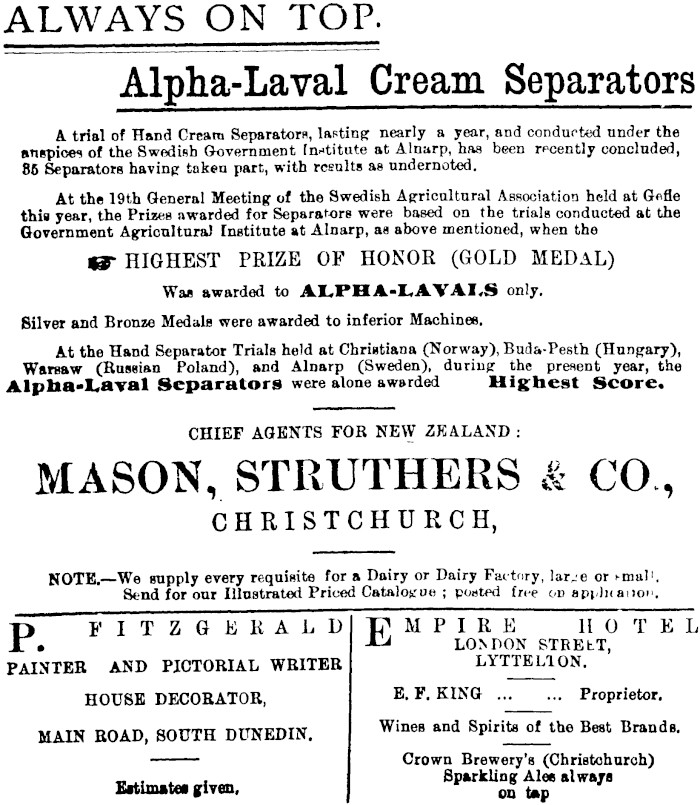 ALWAYS ON TOP.
Alpha-Laval Cream Separators
A trial of Hand Cream Separators, lasting nearly a year, and conducted under the
auspices of the Swedish Government Institute at Alnarp, has been recently concluded,
35 Separators having taken part, with results as undernoted.
At the 19th General Meeting of the Swedish Agricultural Association held at Gefle
this year, the Prizes awarded for Separators were based on the trials conducted at the
Government Agricultural Institute at Alnarp, as above mentioned, when the
☛ HIGHEST PRIZE OF HONOR (GOLD MEDAL)
Was awarded to ALPHA-LAVALS only.
Silver and Bronze Medals were awarded to inferior Machines.
At the Hand Separator Trials held at Christiana (Norway), Buda-Pesth (Hungary),
Warsaw (Russian Poland), and Alnarp (Sweden), during the present year, the
Alpha-Laval Separators were alone awarded Highest Score.
CHIEF AGENTS FOR NEW ZEALAND:
MASON, STRUTHERS & CO.,
CHRISTCHURCH,
NOTE.—We supply every requisite for a Dairy or Dairy Factory, large or small.
Send for our Illustrated Priced Catalogue; posted free on application.
P. FITZGERALD
PAINTER AND PICTORIAL WRITER
HOUSE DECORATOR,
MAIN ROAD, SOUTH DUNEDIN.
Estimates given,
EMPIRE HOTEL
LONDON STREET,
LYTTELTON.
E. F. KING ... ... Proprietor.
Wines and Spirits of the Best Brands.
Crown Brewery's (Christchurch)
Sparkling Ales always
on tap